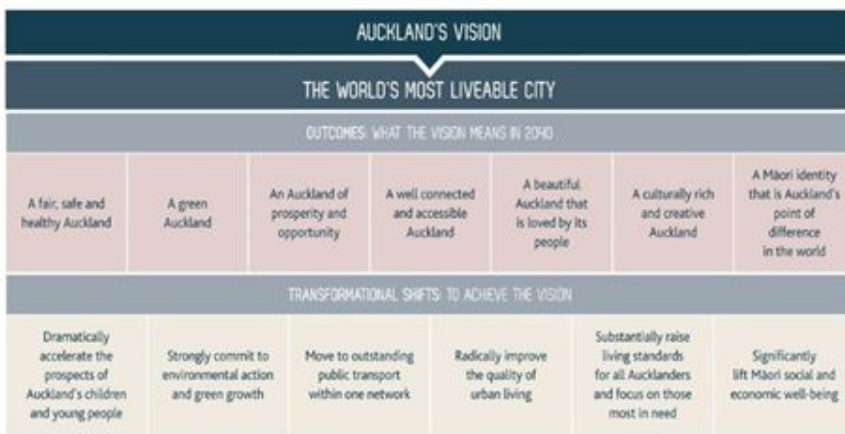 AUCKLAND'S VISION
THE WORLD'S MOST LIVEABLE CITY
OUTCOMES: WHAT THE VISION MEANS IN 2040
A fair, safe and
healthy Auckland
A green
Auckland
An Auckland of
prosperity and
opportunity
A well connected
and accessible
Auckland
A beautiful
Auckland that
is loved by its
people
A culturally rich
and creative
Auckland
A Māori identity
that is Auckland's
point of
difference
in the world
TRANSFORMATIONAL SHIFTS: TO ACHIEVE THE VISION
Dramatically
accelerate the
prospects of
Auckland's children
and young people
Strongly commit to
environmental action
and green growth
Move to outstanding
public transport
within one network
Radically improve
the quality of
urban living
Substantially raise
living standards
for all Aucklanders
and focus on those
most in need
Significantly
lift Māori social and
economic well-being